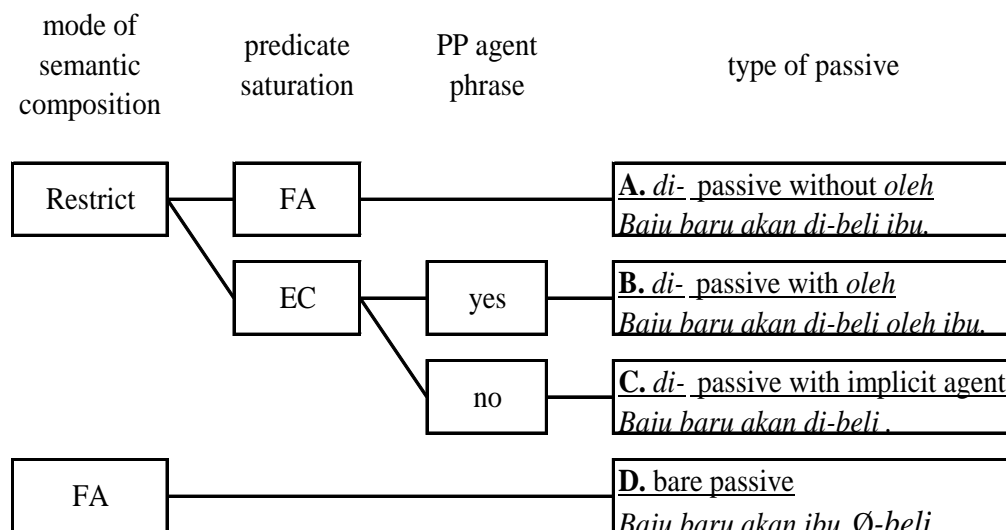 mode of
semantic
composition
predicate
saturation
PP agent
phrase
type of passive
Restrict
FA
A. di- passive without oleh
Baju baru akan di-beli ibu.
EC
yes
B. di- passive with oleh
Baju baru akan di-beli oleh ibu.
no
C. di- passive with implicit agent
Baju baru akan di-beli .
FA
D. bare passive
Baju baru akan ibu Ø-beli